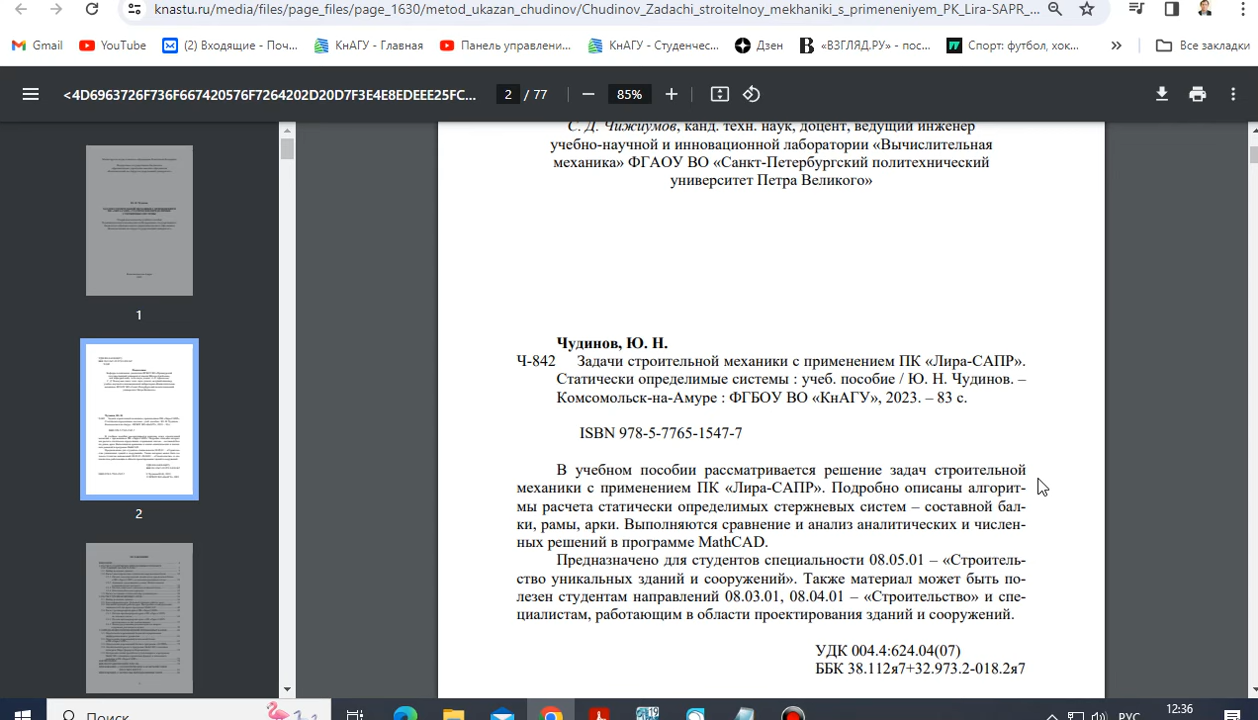 knastu.ru/media/files/page_files/page_1630/metod_ukazan_chudinov/Chudinov_Zadachi_stroitelnoy_mekhaniki_s_primeneniyem_PK_Lira-SAPR_...
Gmail
YouTube
(2) Входящие - Поч...
КнАГУ - Главная
Панель управлени...
КнАГУ - Студенчес...
Дзен
«ВЗГЛЯД.РУ» - пос...
Спорт: футбол, хок...
»
Все закладки
<4D6963726F736F667420576F7264202D20D7F3E4E8EDEEE25FC...
2 / 77
85%
С. Д. Чижиумов, канд. техн. наук, доцент, ведущий инженер
учебно-научной и инновационной лаборатории «Вычислительная
механика» ФГАОУ ВО «Санкт-Петербургский политехнический
университет Петра Великого»
1
2
Чудинов, Ю. Н.
Ч-842 Задачи строительной механики с применением ПК «Лира-САПР».
Статически определимые системы : учеб. пособие / Ю. Н. Чудинов. –
Комсомольск-на-Амуре : ФГБОУ ВО «КнАГУ», 2023. – 83 с.
ISBN 978-5-7765-1547-7
В учебном пособии рассматривается решение задач строительной
механики с применением ПК «Лира-САПР». Подробно описаны алгорит-
мы расчета статически определимых стержневых систем – составной бал-
ки, рамы, арки. Выполняются сравнение и анализ аналитических и числен-
ных решений в программе MathCAD.
Предназначено для студентов специальности 08.05.01 – «Строитель-
ство уникальных зданий и сооружений». Также материал может быть по-
лезен студентам направлений 08.03.01, 08.04.01 – «Строительство» и спе-
циалистам, работающим в области проектирования зданий и сооружений.
УДК 004.4:624.04(07)
ББК 38.112я7+32.973.2-018.2я7
Поиск
РУС
12:36